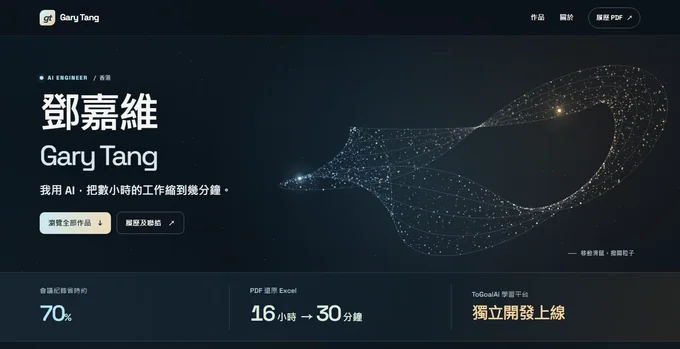 gt Gary Tang
作品 關於 履歷 PDF ↗
AI ENGINEER / 香港
鄧嘉維
Gary Tang
我用 AI，把數小時的工作縮到幾分鐘。
瀏覽全部作品 ↓ 履歷及聯絡 ↗
移動滑鼠，撥開粒子
會議紀錄省時約
70%
PDF 還原 Excel
16 小時 → 30 分鐘
ToGoalAI 學習平台
獨立開發上線